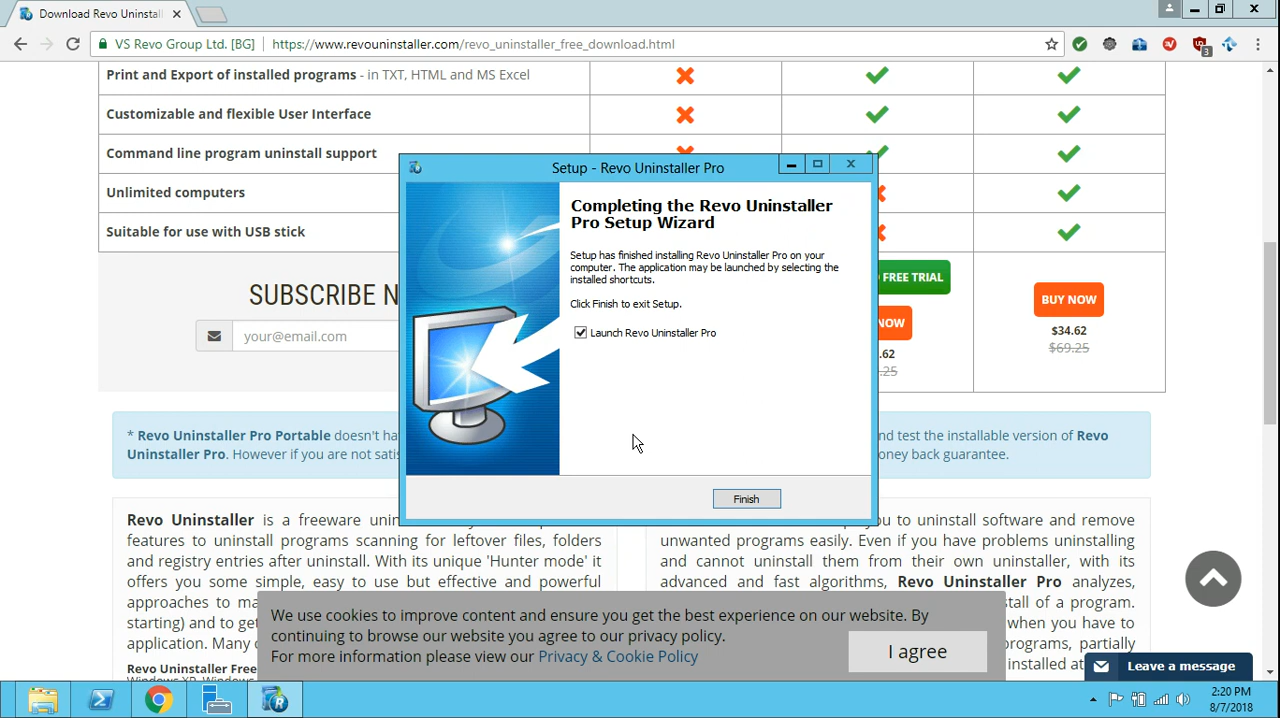 Download Revo Uninstall
VS Revo Group Ltd. [BG]
https://www.revouninstaller.com/revo_uninstaller_free_download.html
3
Print and Export of installed programs - in TXT, HTML and MS Excel
Customizable and flexible User Interface
Command line program uninstall support
Unlimited computers
Suitable for use with USB stick
SUBSCRIBE N
your@email.com
FREE TRIAL
NOW
.62
.25
BUY NOW
$34.62
$69.25
Setup - Revo Uninstaller Pro
Completing the Revo Uninstaller
Pro Setup Wizard
Setup has finished installing Revo Uninstaller Pro on your
computer. The application may be launched by selecting the
installed shortcuts.
Click Finish to exit Setup.
Launch Revo Uninstaller Pro
Finish
* Revo Uninstaller Pro Portable doesn't ha
and test the installable version of Revo
Uninstaller Pro. However if you are not satis
oney back guarantee.
Revo Uninstaller is a freeware unin
features to uninstall programs scanning for leftover files, folders
and registry entries after uninstall. With its unique 'Hunter mode' it
offers you some simple, easy to use but effective and powerful
approaches to ma
starting) and to get
application. Many
Revo Uninstaller Free
you to uninstall software and remove
unwanted programs easily. Even if you have problems uninstalling
and cannot uninstall them from their own uninstaller, with its
advanced and fast algorithms, Revo Uninstaller Pro analyzes,
stall of a program.
when you have to
programs, partially
installed at
We use cookies to improve content and ensure you get the best experience on our website. By
continuing to browse our website you agree to our privacy policy.
For more information please view our Privacy & Cookie Policy
I agree
Leave a message
2:20 PM
8/7/2018